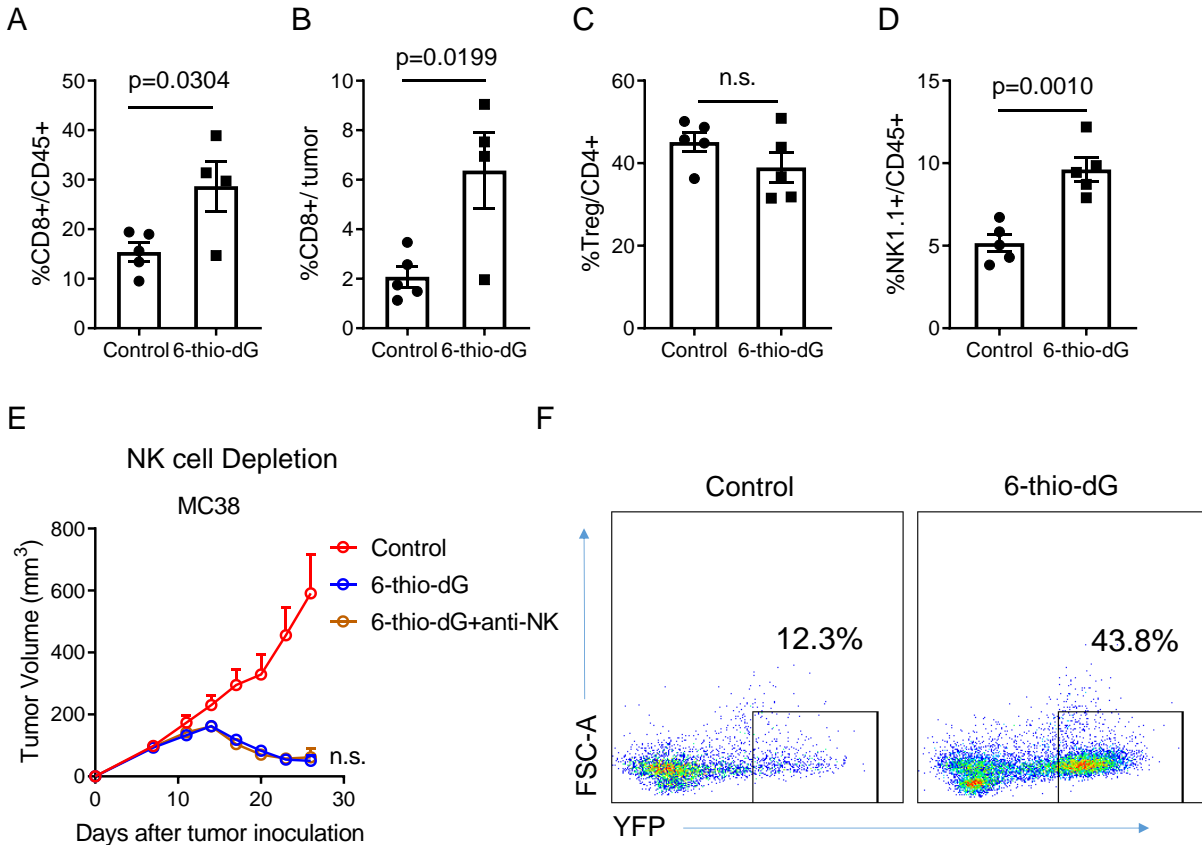 A
p=0.0304
50
40
30
20
10
0
%CD8+/CD45+
Control
6-thio-dG
B
p=0.0199
10
8
6
4
2
0
%CD8+/ tumor
Control
6-thio-dG
C
n.s.
60
40
20
0
%Treg/CD4+
Control
6-thio-dG
D
p=0.0010
15
10
5
0
%NK1.1+/CD45+
Control
6-thio-dG
E
NK cell Depletion
MC38
800
600
400
200
0
Tumor Volume (mm³)
Control
6-thio-dG
6-thio-dG+anti-NK
n.s.
0
10
20
30
Days after tumor inoculation
F
Control
6-thio-dG
12.3%
43.8%
FSC-A
YFP